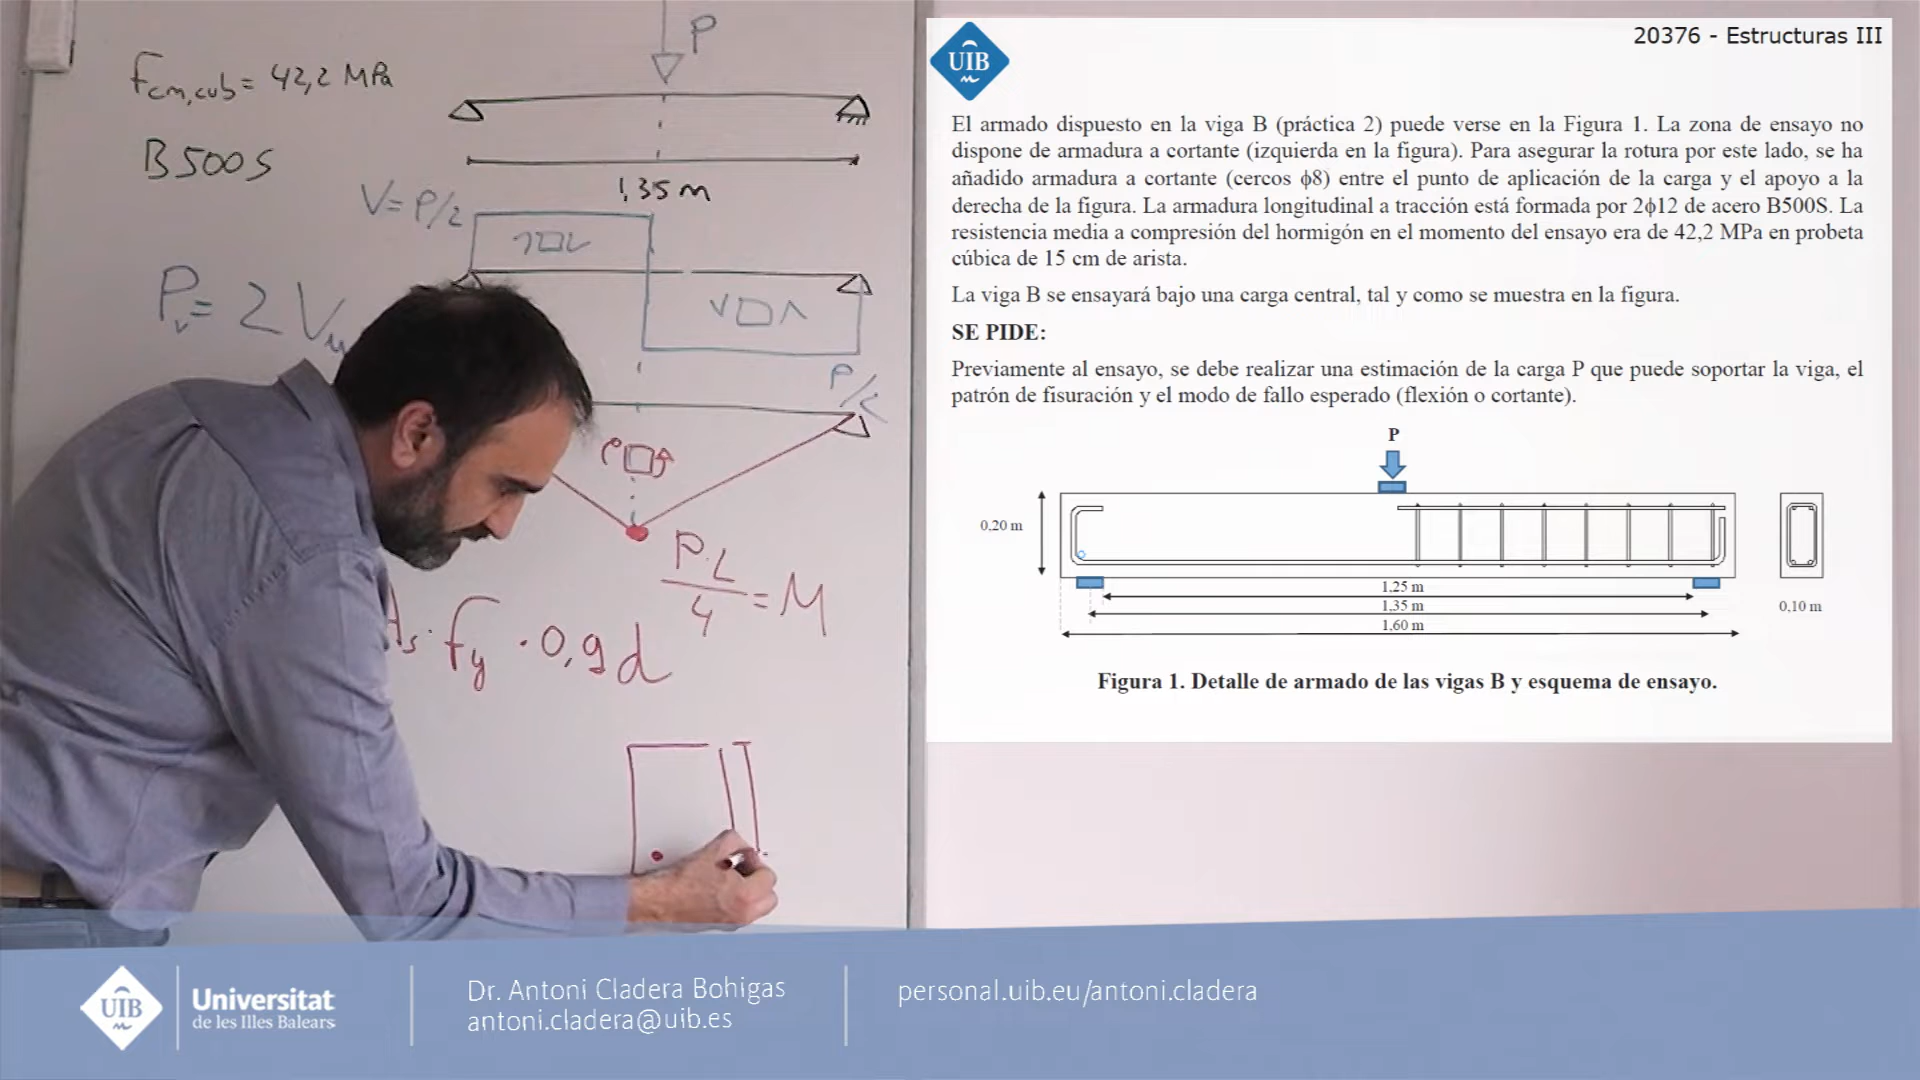 Fcm,cub = 42,2 MPa
B500S
P
1,35 m
V=P/2
Pv = 2 Vu
As · Fy · 0,9d
P·L/4 = M
UIB
20376 - Estructuras III
El armado dispuesto en la viga B (práctica 2) puede verse en la Figura 1. La zona de ensayo no
dispone de armadura a cortante (izquierda en la figura). Para asegurar la rotura por este lado, se ha
añadido armadura a cortante (cercos ϕ8) entre el punto de aplicación de la carga y el apoyo a la
derecha de la figura. La armadura longitudinal a tracción está formada por 2ϕ12 de acero B500S. La
resistencia media a compresión del hormigón en el momento del ensayo era de 42,2 MPa en probeta
cúbica de 15 cm de arista.
La viga B se ensayará bajo una carga central, tal y como se muestra en la figura.
SE PIDE:
Previamente al ensayo, se debe realizar una estimación de la carga P que puede soportar la viga, el
patrón de fisuración y el modo de fallo esperado (flexión o cortante).
P
0,20 m
1,25 m
1,35 m
1,60 m
0,10 m
Figura 1. Detalle de armado de las vigas B y esquema de ensayo.
UIB
Universitat
de les Illes Balears
Dr. Antoni Cladera Bohigas
antoni.cladera@uib.es
personal.uib.eu/antoni.cladera